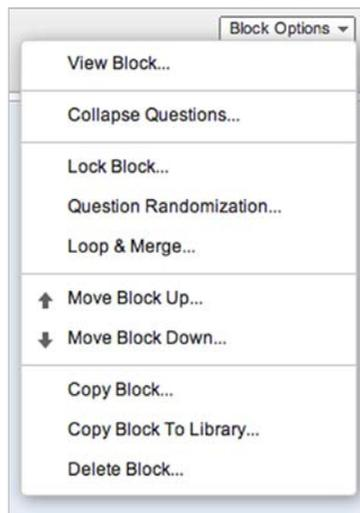 Block Options
View Block...
Collapse Questions...
Lock Block...
Question Randomization...
Loop & Merge...
Move Block Up...
Move Block Down...
Copy Block...
Copy Block To Library...
Delete Block...